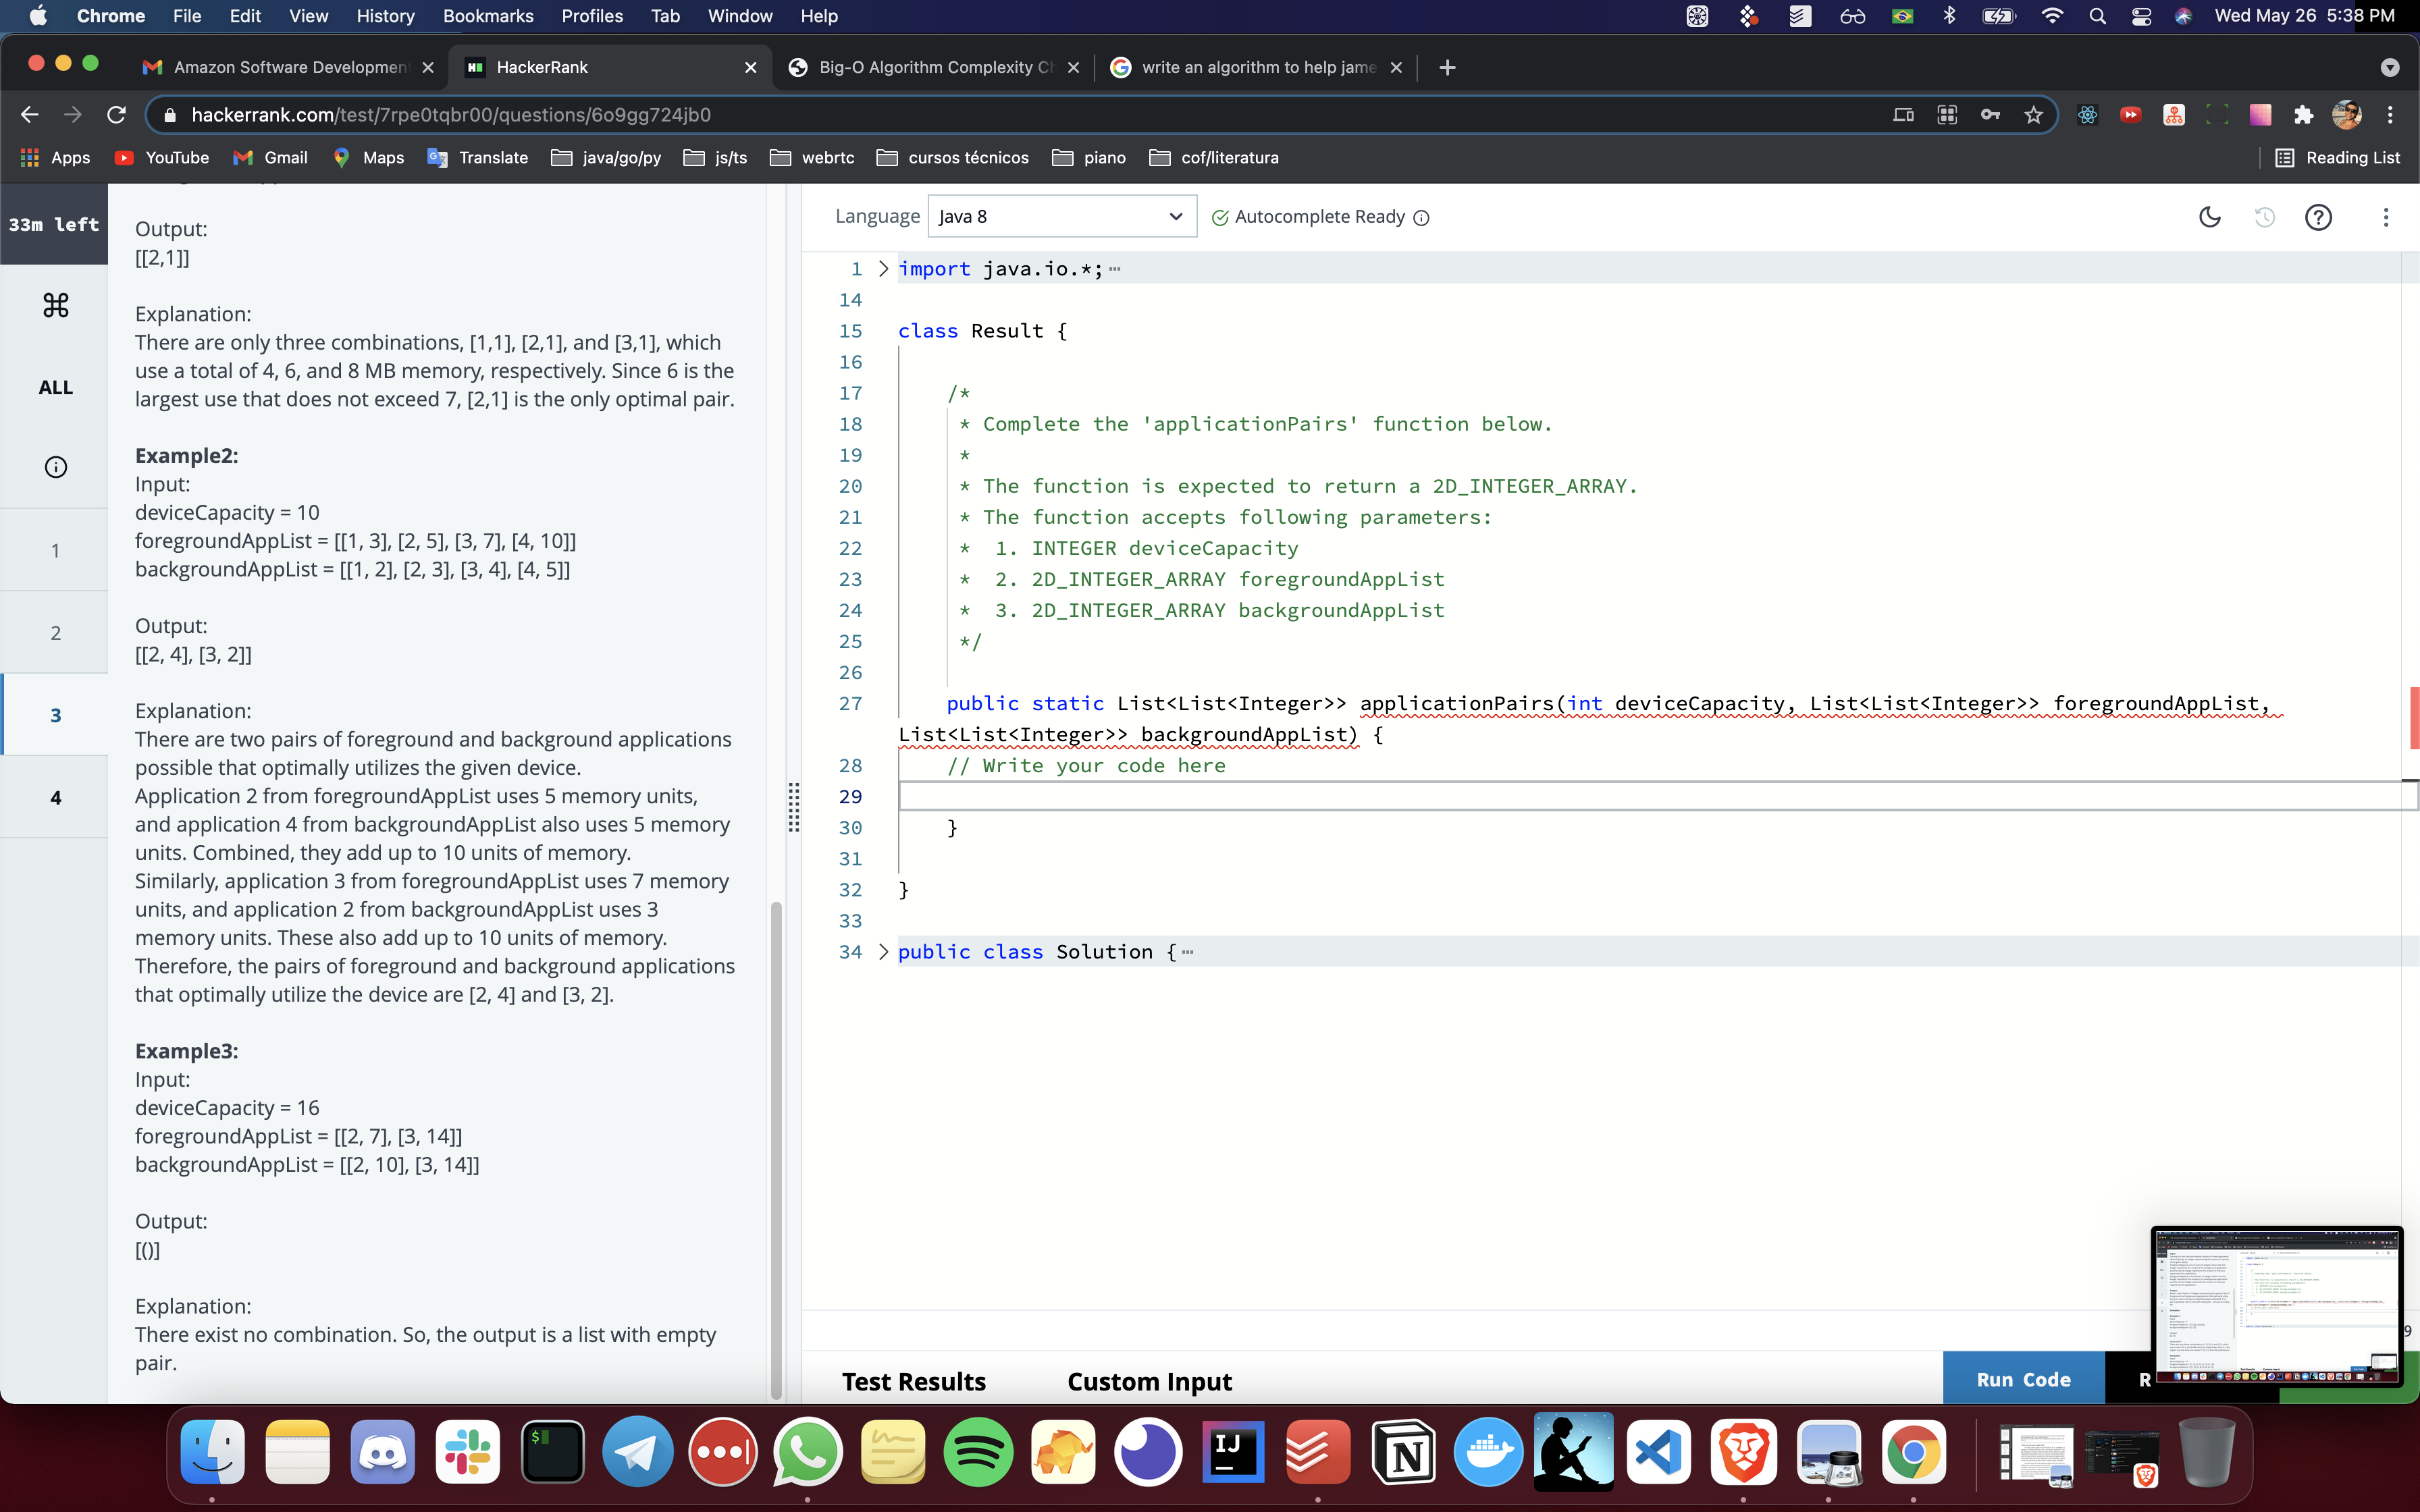 Chrome File Edit View History Bookmarks Profiles Tab Window Help Wed May 26 5:38 PM
Amazon Software Development HackerRank Big-O Algorithm Complexity Ch write an algorithm to help jame
hackerrank.com/test/7rpe0tqbr00/questions/6o9gg724jb0
Apps YouTube Gmail Maps Translate java/go/py js/ts webrtc cursos técnicos piano cof/literatura Reading List
33m left
ALL
1
2
3
4
Output:
[[2,1]]
Explanation:
There are only three combinations, [1,1], [2,1], and [3,1], which
use a total of 4, 6, and 8 MB memory, respectively. Since 6 is the
largest use that does not exceed 7, [2,1] is the only optimal pair.
Example2:
Input:
deviceCapacity = 10
foregroundAppList = [[1, 3], [2, 5], [3, 7], [4, 10]]
backgroundAppList = [[1, 2], [2, 3], [3, 4], [4, 5]]
Output:
[[2, 4], [3, 2]]
Explanation:
There are two pairs of foreground and background applications
possible that optimally utilizes the given device.
Application 2 from foregroundAppList uses 5 memory units,
and application 4 from backgroundAppList also uses 5 memory
units. Combined, they add up to 10 units of memory.
Similarly, application 3 from foregroundAppList uses 7 memory
units, and application 2 from backgroundAppList uses 3
memory units. These also add up to 10 units of memory.
Therefore, the pairs of foreground and background applications
that optimally utilize the device are [2, 4] and [3, 2].
Example3:
Input:
deviceCapacity = 16
foregroundAppList = [[2, 7], [3, 14]]
backgroundAppList = [[2, 10], [3, 14]]
Output:
[()]
Explanation:
There exist no combination. So, the output is a list with empty
pair.
Language Java 8 Autocomplete Ready
1 import java.io.*;
14
15 class Result {
16
17 /*
18 * Complete the 'applicationPairs' function below.
19 *
20 * The function is expected to return a 2D_INTEGER_ARRAY.
21 * The function accepts following parameters:
22 * 1. INTEGER deviceCapacity
23 * 2. 2D_INTEGER_ARRAY foregroundAppList
24 * 3. 2D_INTEGER_ARRAY backgroundAppList
25 */
26
27 public static List<List<Integer>> applicationPairs(int deviceCapacity, List<List<Integer>> foregroundAppList,
List<List<Integer>> backgroundAppList) {
28 // Write your code here
29
30 }
31
32 }
33
34 public class Solution {
9
Test Results Custom Input Run Code R